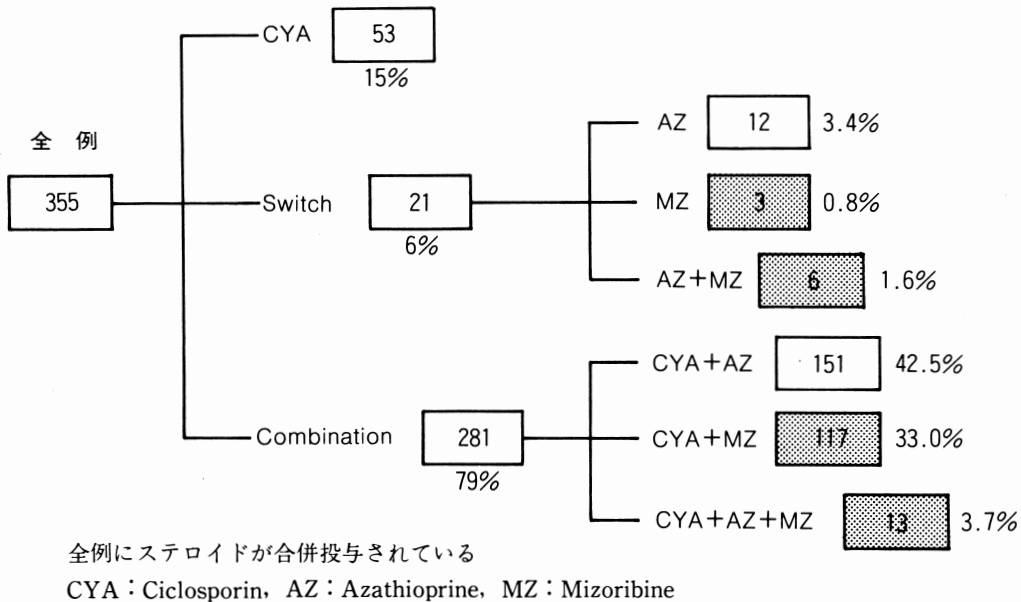 CYA 53
15%
全 例
355
Switch 21
6%
AZ 12 3.4%
MZ 3 0.8%
AZ+MZ 6 1.6%
Combination 281
79%
CYA+AZ 151 42.5%
CYA+MZ 117 33.0%
CYA+AZ+MZ 13 3.7%
全例にステロイドが合併投与されている
CYA：Ciclosporin, AZ：Azathioprine, MZ：Mizoribine